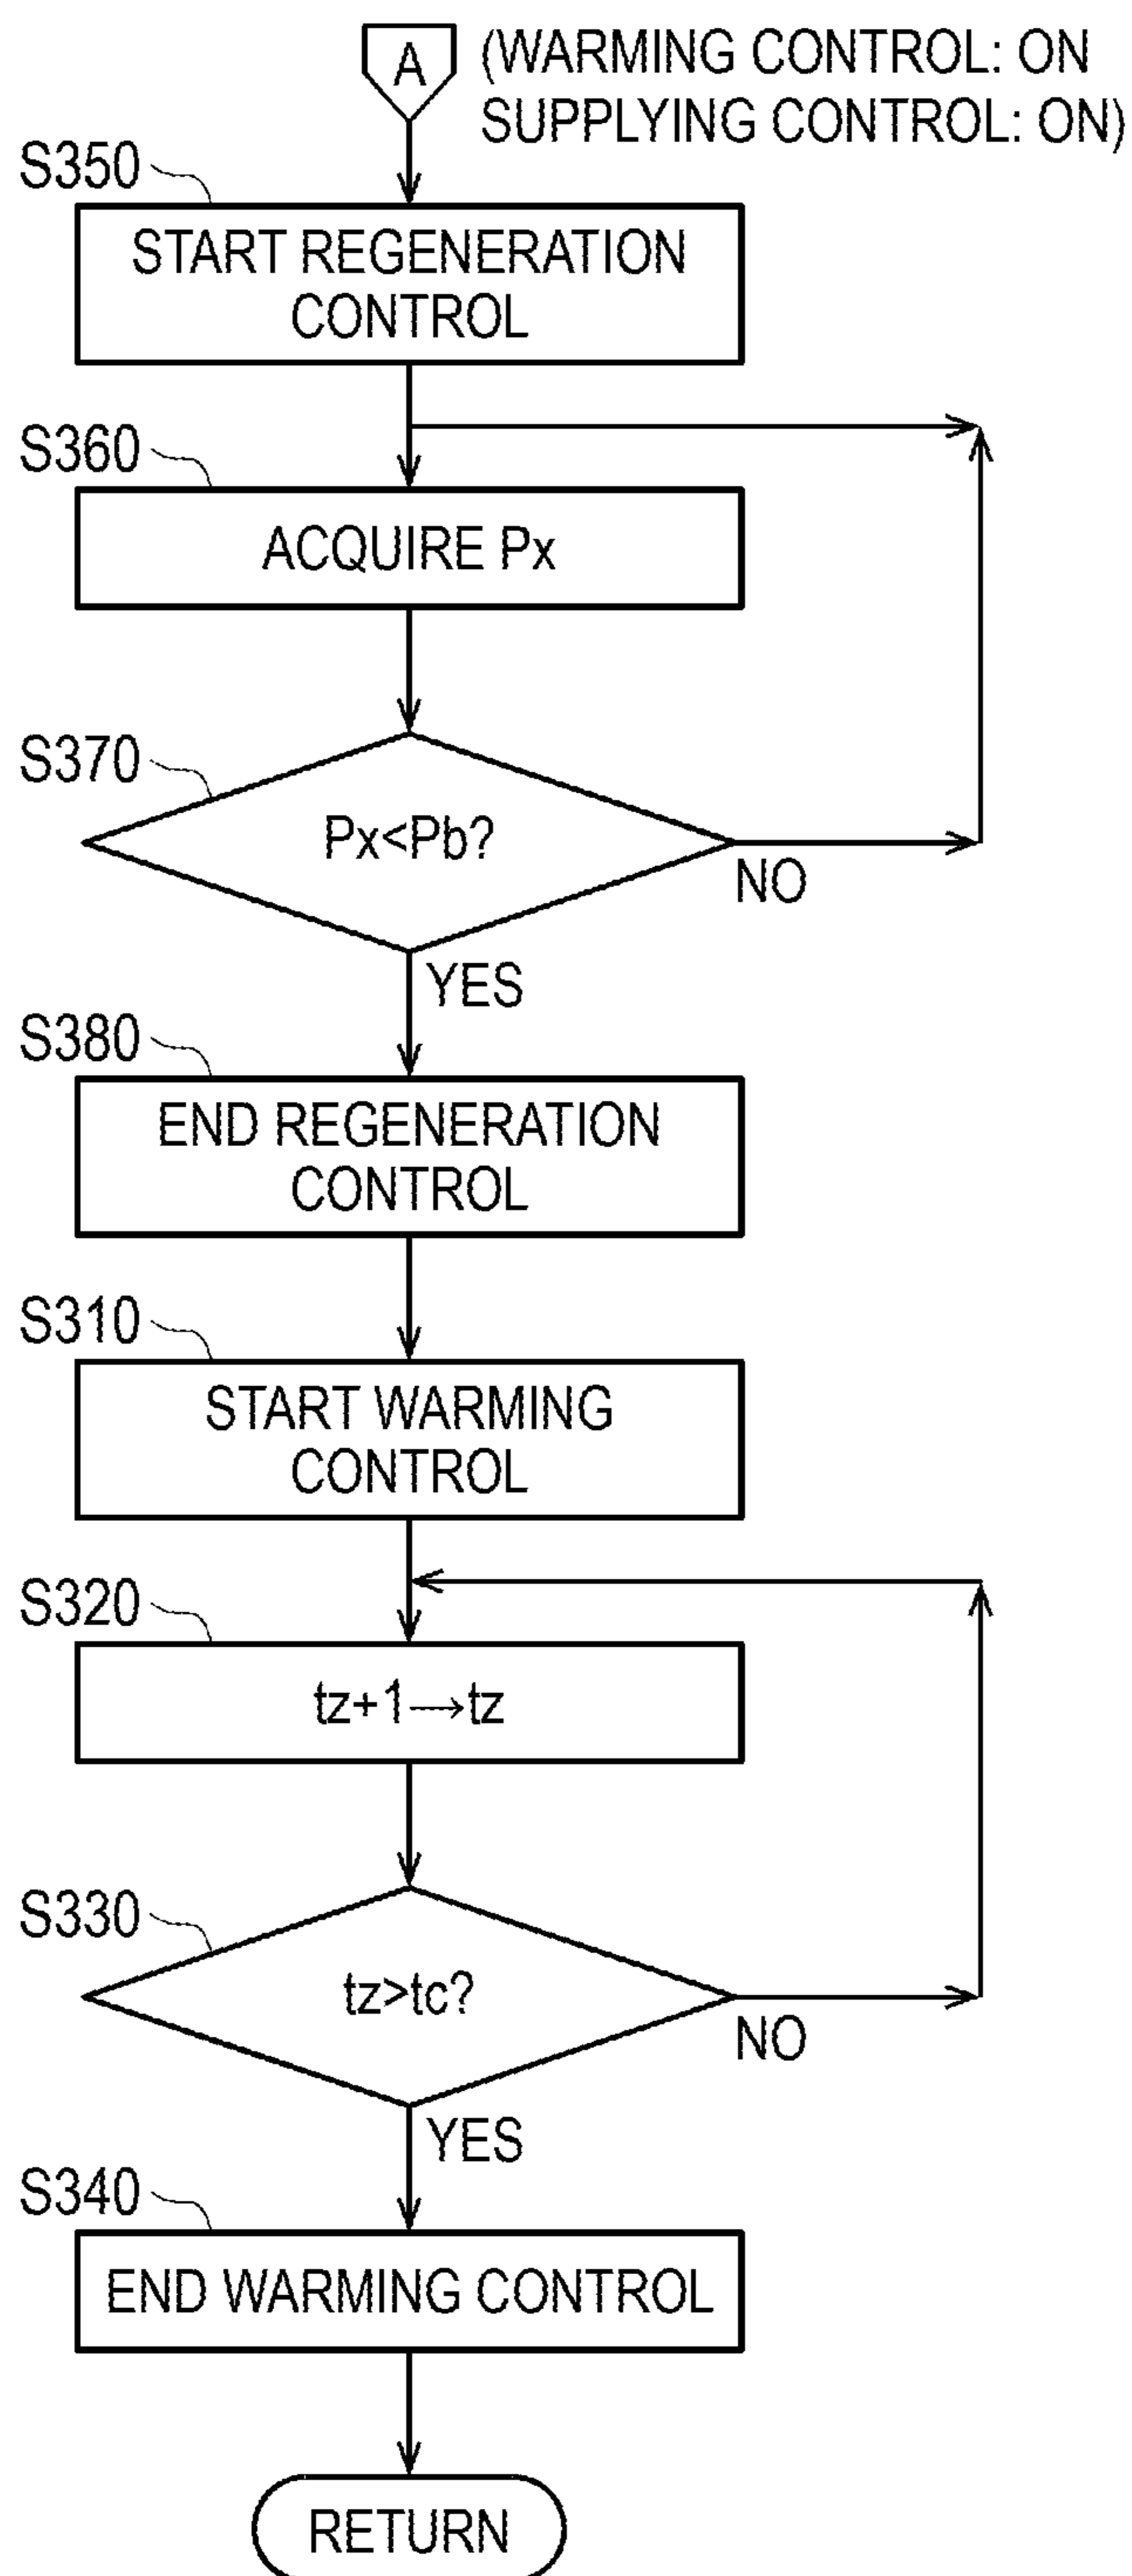 A
(WARMING CONTROL: ON
SUPPLYING CONTROL: ON)
S350
START REGENERATION
CONTROL
S360
ACQUIRE Px
S370
Px<Pb?
NO
YES
S380
END REGENERATION
CONTROL
S310
START WARMING
CONTROL
S320
tz+1→tz
S330
tz>tc?
NO
YES
S340
END WARMING CONTROL
RETURN